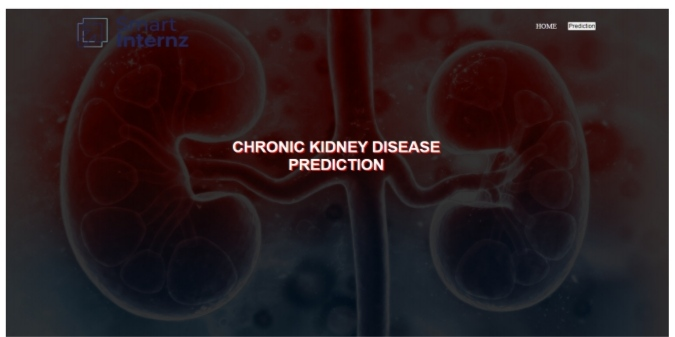 Smart
Internz
HOME
Prediction
CHRONIC KIDNEY DISEASE
PREDICTION